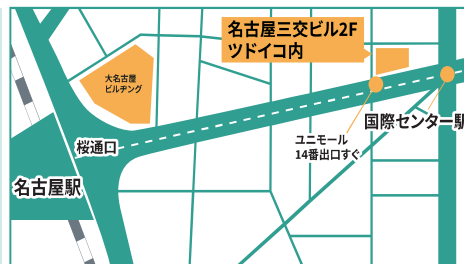 名古屋三交ビル2F
ツドイコ内
大名古屋
ビルヂング
国際センター駅
桜通口
ユニモール
14番出口すぐ
名古屋駅